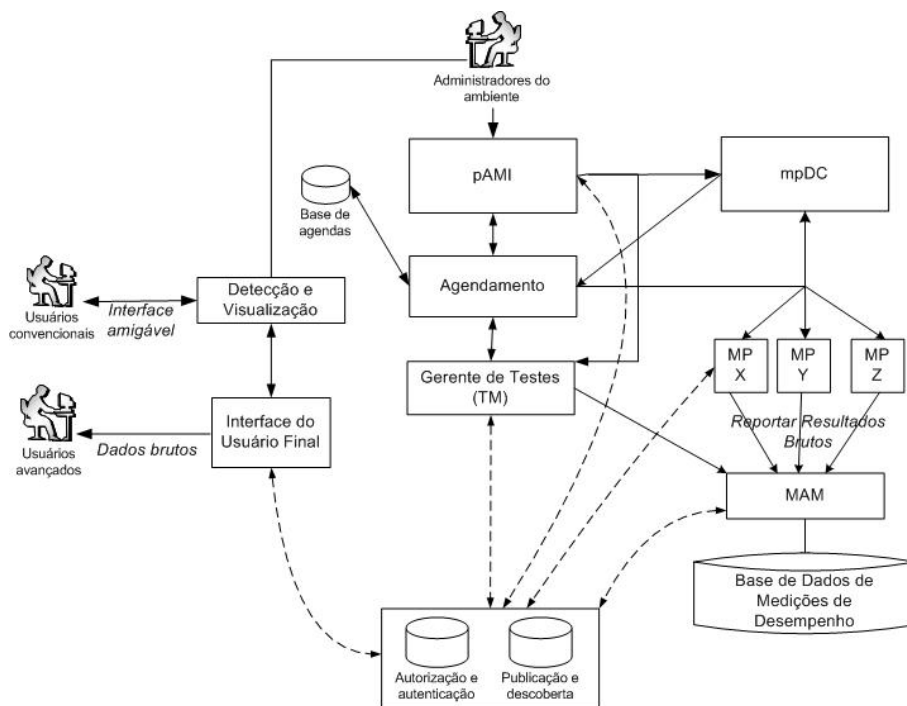 Administradores do
ambiente
pAMI
mpDC
Base de
agendas
Agendamento
Detecção e
Visualização
Usuários
convencionais
Interface
amigável
MP
X
MP
Y
MP
Z
Gerente de Testes
(TM)
Interface do
Usuário Final
Usuários
avançados
Dados brutos
Reportar Resultados
Brutos
MAM
Base de Dados de
Medições de
Desempenho
Autorização e
autenticação
Publicação e
descoberta